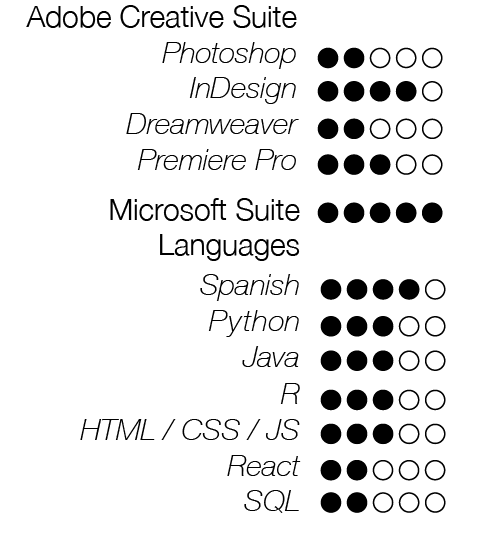 Adobe Creative Suite
Photoshop
InDesign
Dreamweaver
Premiere Pro
Microsoft Suite
Languages
Spanish
Python
Java
R
HTML / CSS / JS
React
SQL